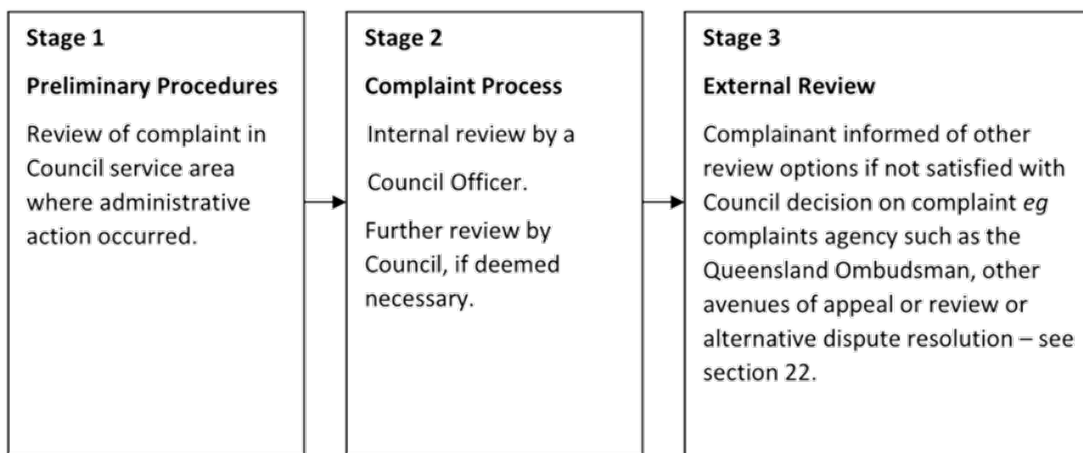 Stage 1
Preliminary Procedures
Review of complaint in
Council service area
where administrative
action occurred.
Stage 2
Complaint Process
Internal review by a
Council Officer.
Further review by
Council, if deemed
necessary.
Stage 3
External Review
Complainant informed of other
review options if not satisfied with
Council decision on complaint eg
complaints agency such as the
Queensland Ombudsman, other
avenues of appeal or review or
alternative dispute resolution – see
section 22.